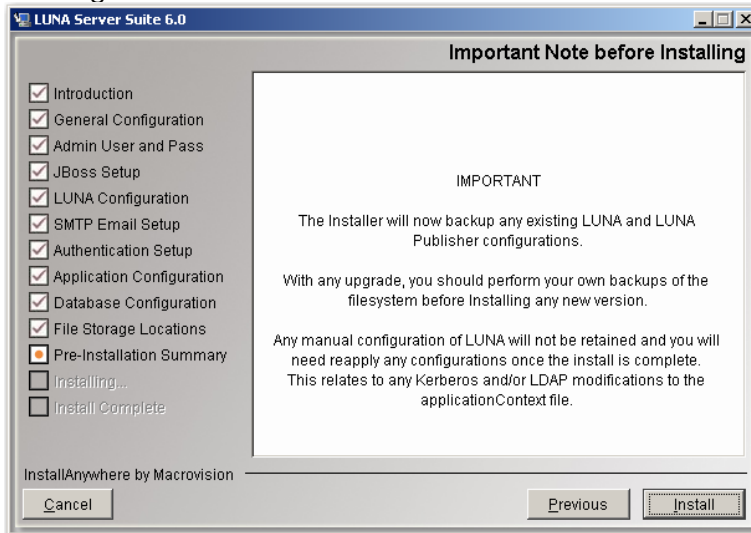 LUNA Server Suite 6.0
Important Note before Installing
Introduction
General Configuration
Admin User and Pass
JBoss Setup
LUNA Configuration
SMTP Email Setup
Authentication Setup
Application Configuration
Database Configuration
File Storage Locations
Pre-Installation Summary
Installing...
Install Complete
IMPORTANT
The Installer will now backup any existing LUNA and LUNA
Publisher configurations.
With any upgrade, you should perform your own backups of the
filesystem before Installing any new version.
Any manual configuration of LUNA will not be retained and you will
need reapply any configurations once the install is complete.
This relates to any Kerberos and/or LDAP modifications to the
applicationContext file.
InstallAnywhere by Macrovision
Cancel
Previous
Install